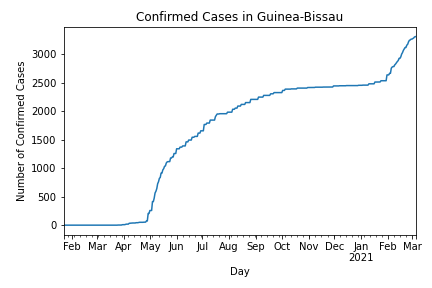 Confirmed Cases in Guinea-Bissau
Number of Confirmed Cases
3000
2500
2000
1500
1000
500
0
Feb Mar Apr May Jun Jul Aug Sep Oct Nov Dec Jan Feb Mar
2021
Day